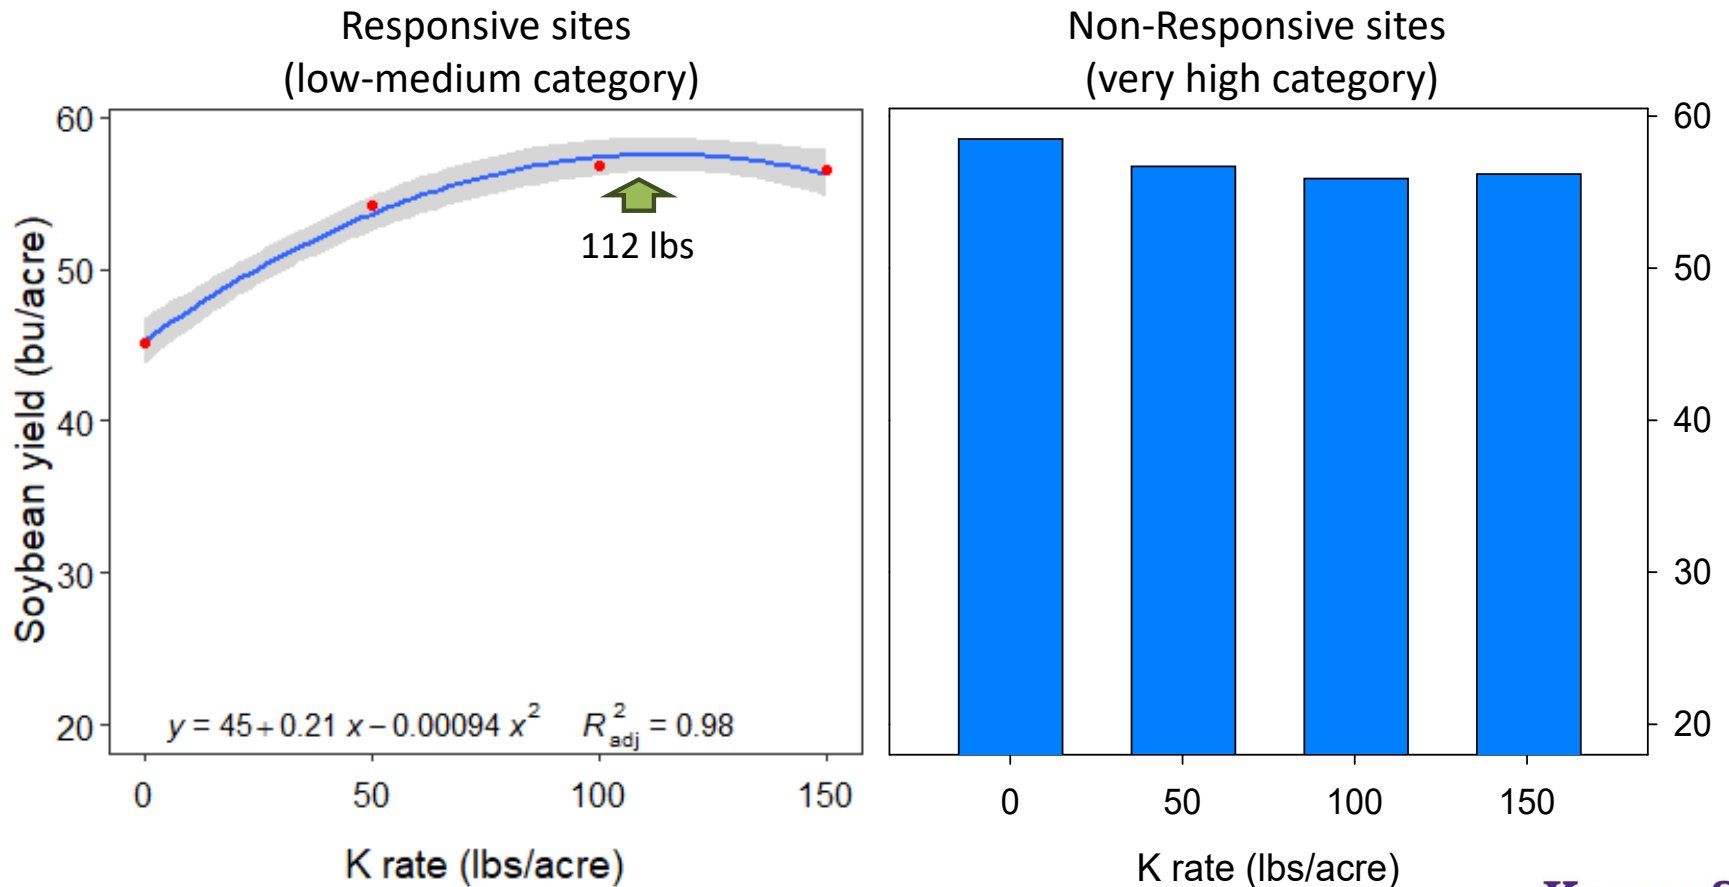 Responsive sites
(low-medium category)
60
50
40
30
20
Soybean yield (bu/acre)
112 lbs
y = 45+0.21 x−0.00094 x² R²adj = 0.98
0 50 100 150
K rate (lbs/acre)
Non-Responsive sites
(very high category)
60
50
40
30
20
0 50 100 150
K rate (lbs/acre)